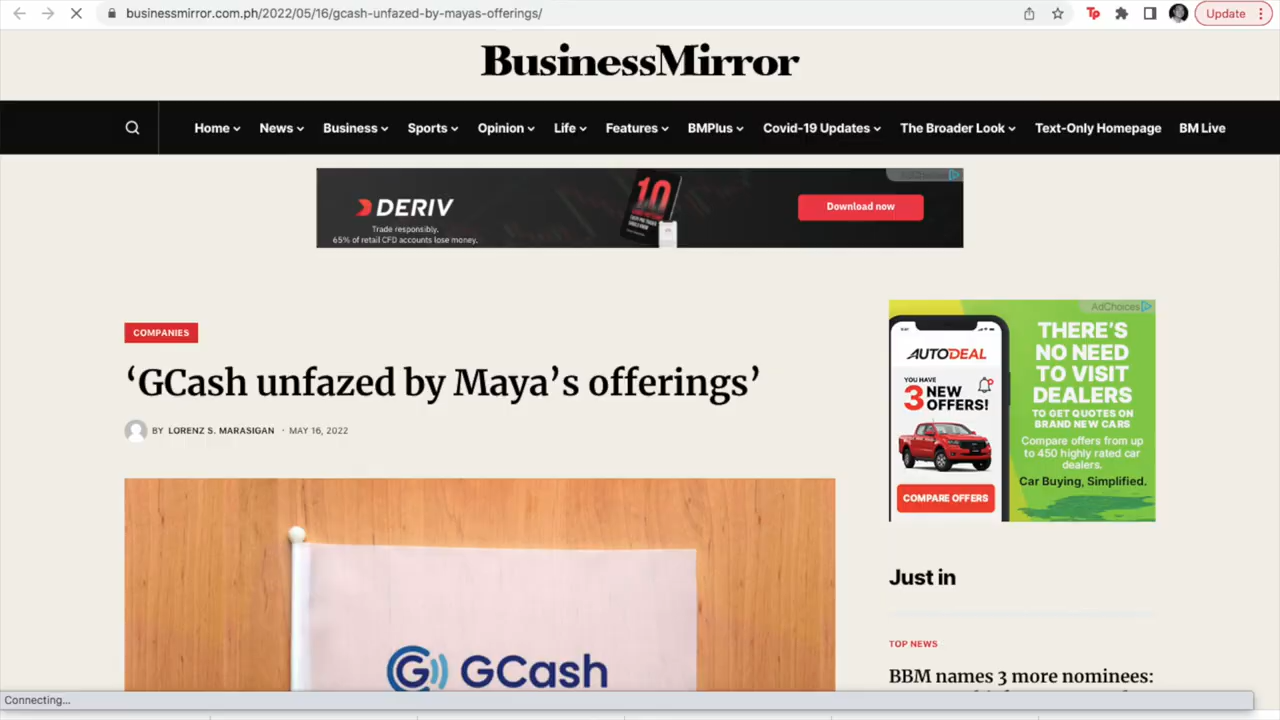 businessmirror.com.ph/2022/05/16/gcash-unfazed-by-mayas-offerings/
Tp
Update
BusinessMirror
Home
News
Business
Sports
Opinion
Life
Features
BMPlus
Covid-19 Updates
The Broader Look
Text-Only Homepage
BM Live
DERIV
Trade responsibly.
65% of retail CFD accounts lose money.
10
Download now
COMPANIES
‘GCash unfazed by Maya’s offerings’
BY LORENZ S. MARASIGAN · MAY 16, 2022
GCash
AdChoices
AUTODEAL
YOU HAVE
3 NEW
OFFERS!
COMPARE OFFERS
THERE'S
NO NEED
TO VISIT
DEALERS
TO GET QUOTES ON
BRAND NEW CARS
Compare offers from up
to 450 highly rated car
dealers.
Car Buying, Simplified.
Just in
TOP NEWS
BBM names 3 more nominees:
Connecting...